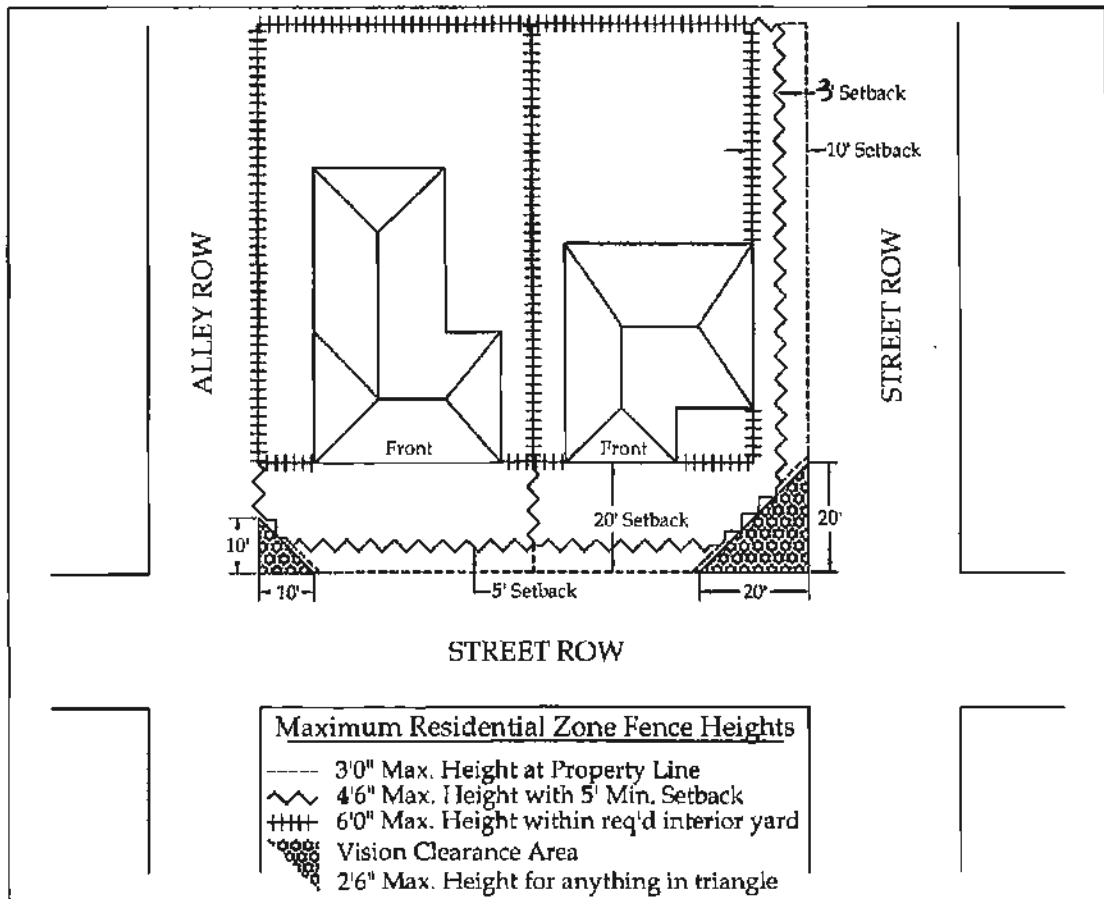 3' Setback
10' Setback
ALLEY ROW
STREET ROW
Front
Front
20' Setback
20'
10'
10'
5' Setback
20'
STREET ROW
Maximum Residential Zone Fence Heights
3'0" Max. Height at Property Line
4'6" Max. Height with 5' Min. Setback
6'0" Max. Height within req'd interior yard
Vision Clearance Area
2'6" Max. Height for anything in triangle